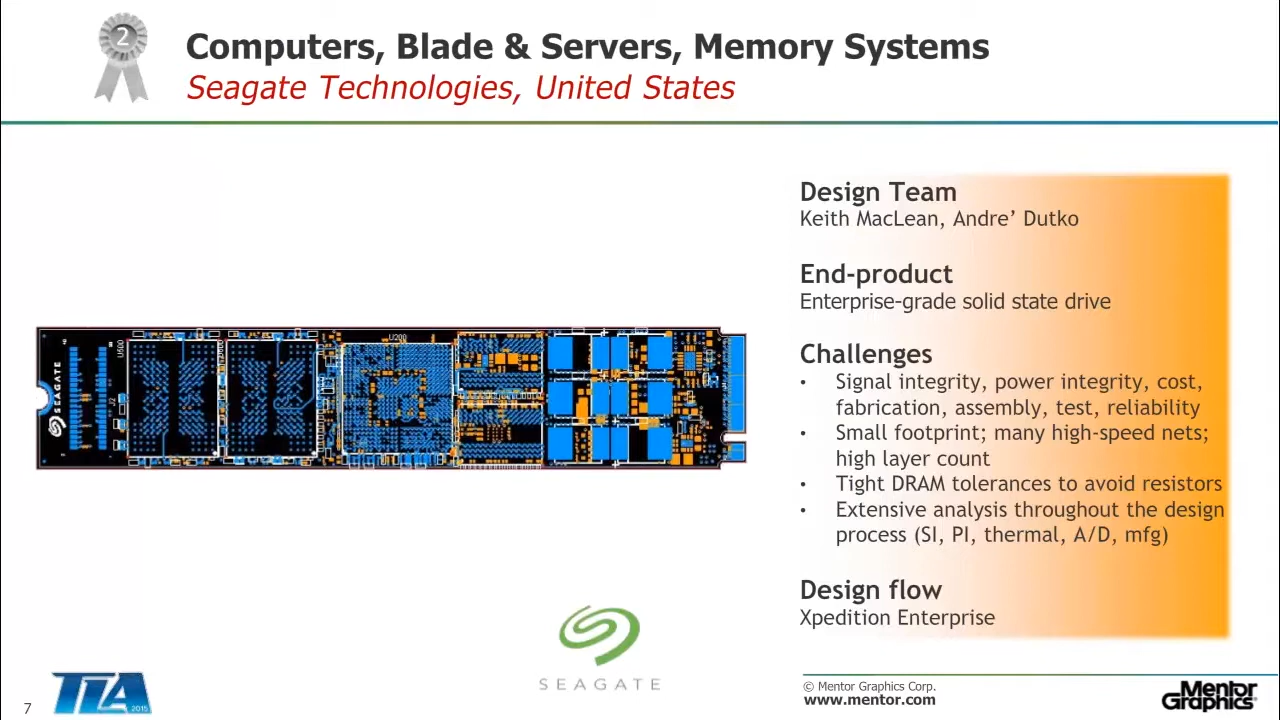 2
Computers, Blade & Servers, Memory Systems
Seagate Technologies, United States
Design Team
Keith MacLean, Andre’ Dutko
End-product
Enterprise-grade solid state drive
Challenges
• Signal integrity, power integrity, cost,
fabrication, assembly, test, reliability
• Small footprint; many high-speed nets;
high layer count
• Tight DRAM tolerances to avoid resistors
• Extensive analysis throughout the design
process (SI, PI, thermal, A/D, mfg)
Design flow
Xpedition Enterprise
SEAGATE
J2
U600
U200
SEAGATE
7
TLA 2015
© Mentor Graphics Corp.
www.mentor.com
Mentor
Graphics